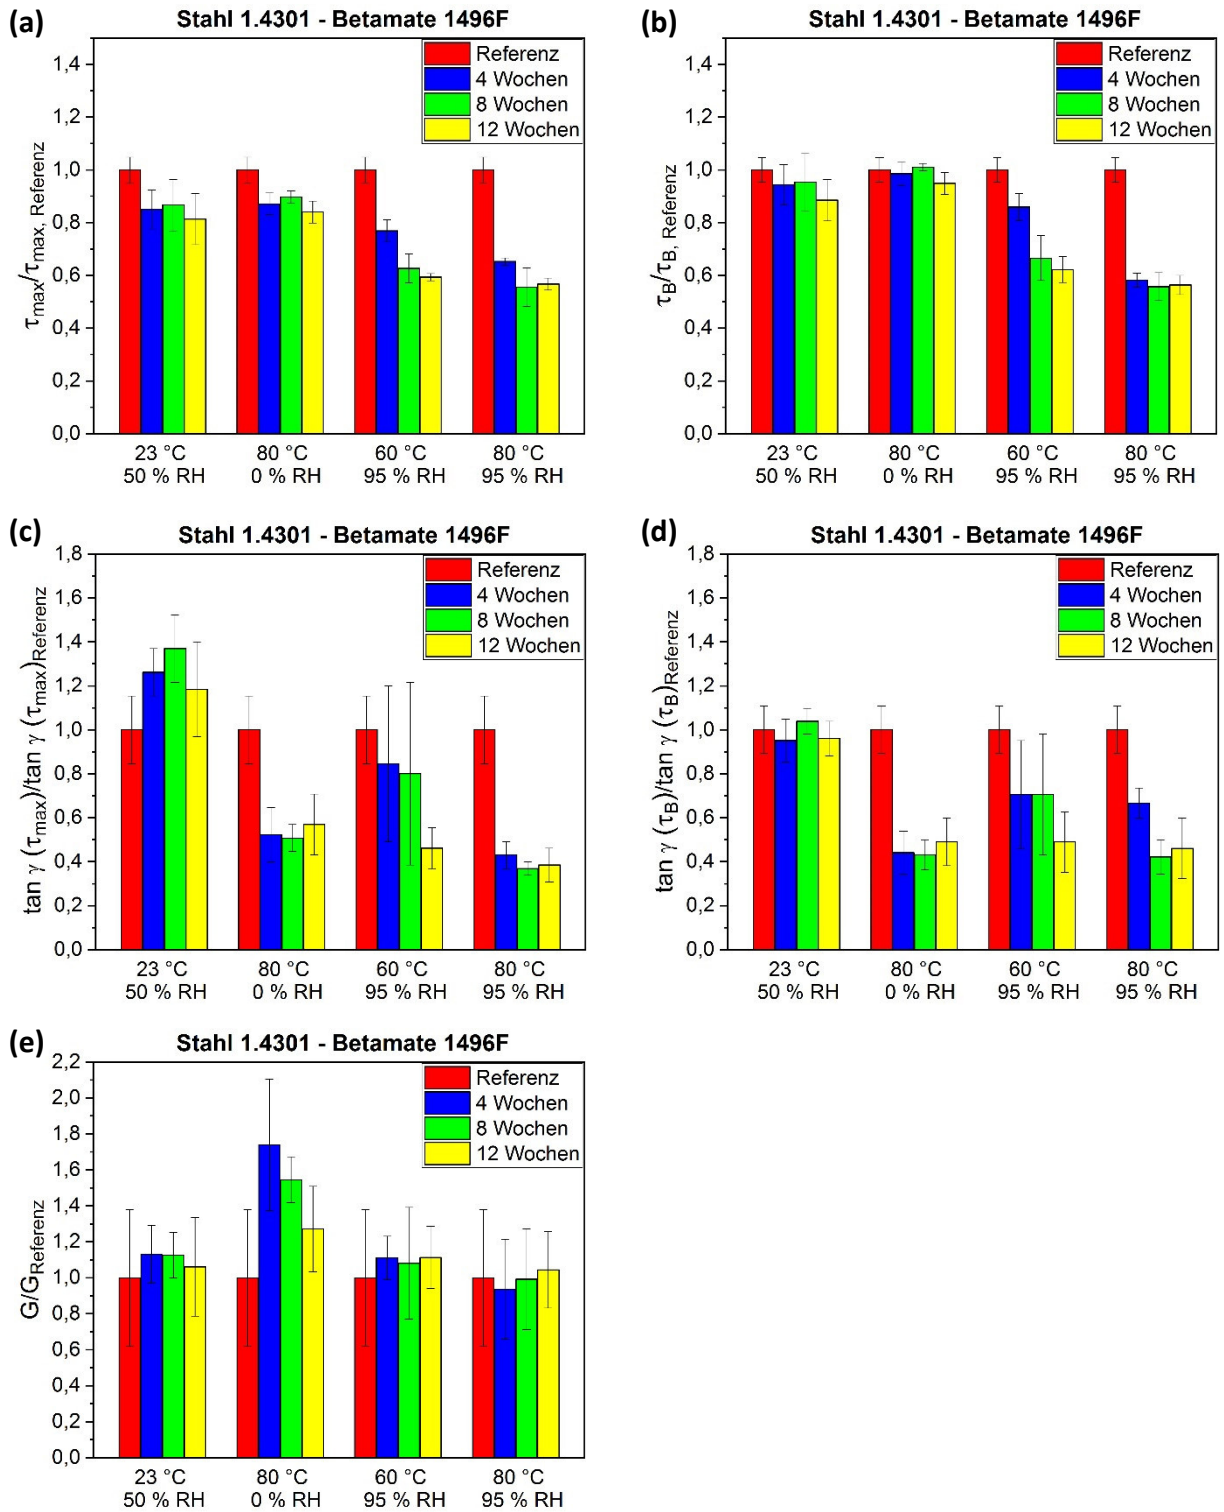 (a)
Stahl 1.4301 - Betamate 1496F
τmax/τmax, Referenz
1,4
1,2
1,0
0,8
0,6
0,4
0,2
0,0
Referenz
4 Wochen
8 Wochen
12 Wochen
23 °C 80 °C 60 °C 80 °C
50 % RH 0 % RH 95 % RH 95 % RH
(b)
Stahl 1.4301 - Betamate 1496F
τB/τB, Referenz
1,4
1,2
1,0
0,8
0,6
0,4
0,2
0,0
Referenz
4 Wochen
8 Wochen
12 Wochen
23 °C 80 °C 60 °C 80 °C
50 % RH 0 % RH 95 % RH 95 % RH
(c)
Stahl 1.4301 - Betamate 1496F
tan γ (τmax)/tan γ (τmax)Referenz
1,8
1,6
1,4
1,2
1,0
0,8
0,6
0,4
0,2
0,0
Referenz
4 Wochen
8 Wochen
12 Wochen
23 °C 80 °C 60 °C 80 °C
50 % RH 0 % RH 95 % RH 95 % RH
(d)
Stahl 1.4301 - Betamate 1496F
tan γ (τB)/tan γ (τB)Referenz
1,8
1,6
1,4
1,2
1,0
0,8
0,6
0,4
0,2
0,0
Referenz
4 Wochen
8 Wochen
12 Wochen
23 °C 80 °C 60 °C 80 °C
50 % RH 0 % RH 95 % RH 95 % RH
(e)
Stahl 1.4301 - Betamate 1496F
G/GReferenz
2,2
2,0
1,8
1,6
1,4
1,2
1,0
0,8
0,6
0,4
0,2
0,0
Referenz
4 Wochen
8 Wochen
12 Wochen
23 °C 80 °C 60 °C 80 °C
50 % RH 0 % RH 95 % RH 95 % RH